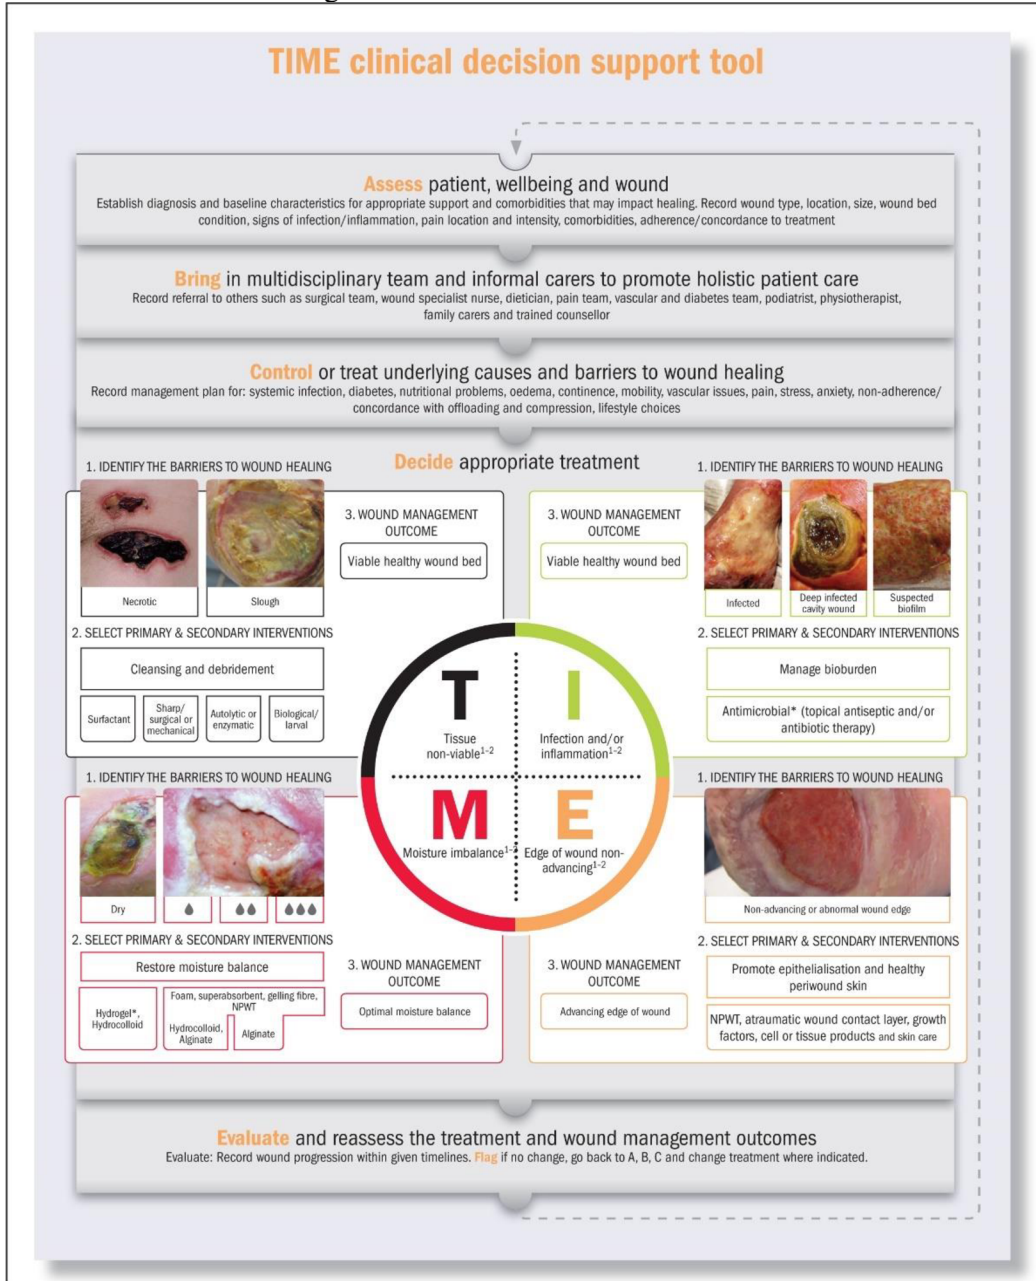 TIME clinical decision support tool
Assess patient, wellbeing and wound
Establish diagnosis and baseline characteristics for appropriate support and comorbidities that may impact healing. Record wound type, location, size, wound bed
condition, signs of infection/inflammation, pain location and intensity, comorbidities, adherence/concordance to treatment
Bring in multidisciplinary team and informal carers to promote holistic patient care
Record referral to others such as surgical team, wound specialist nurse, dietician, pain team, vascular and diabetes team, podiatrist, physiotherapist,
family carers and trained counsellor
Control or treat underlying causes and barriers to wound healing
Record management plan for: systemic infection, diabetes, nutritional problems, oedema, continence, mobility, vascular issues, pain, stress, anxiety, non-adherence/
concordance with offloading and compression, lifestyle choices
Decide appropriate treatment
1. IDENTIFY THE BARRIERS TO WOUND HEALING
Necrotic
Slough
2. SELECT PRIMARY & SECONDARY INTERVENTIONS
Cleansing and debridement
Surfactant
Sharp/
surgical or
mechanical
Autolytic or
enzymatic
Biological/
larval
3. WOUND MANAGEMENT
OUTCOME
Viable healthy wound bed
T
Tissue
non-viable1–2
3. WOUND MANAGEMENT
OUTCOME
Viable healthy wound bed
1. IDENTIFY THE BARRIERS TO WOUND HEALING
Infected
Deep infected
cavity wound
Suspected
biofilm
2. SELECT PRIMARY & SECONDARY INTERVENTIONS
Manage bioburden
Antimicrobial* (topical antiseptic and/or
antibiotic therapy)
I
Infection and/or
inflammation1–2
1. IDENTIFY THE BARRIERS TO WOUND HEALING
Dry
2. SELECT PRIMARY & SECONDARY INTERVENTIONS
Restore moisture balance
Hydrogel*,
Hydrocolloid
Foam, superabsorbent, gelling fibre,
NPWT
Hydrocolloid,
Alginate
Alginate
3. WOUND MANAGEMENT
OUTCOME
Optimal moisture balance
M
Moisture imbalance1–2
E
Edge of wound non-
advancing1–2
3. WOUND MANAGEMENT
OUTCOME
Advancing edge of wound
1. IDENTIFY THE BARRIERS TO WOUND HEALING
Non-advancing or abnormal wound edge
2. SELECT PRIMARY & SECONDARY INTERVENTIONS
Promote epithelialisation and healthy
periwound skin
NPWT, atraumatic wound contact layer, growth
factors, cell or tissue products and skin care
Evaluate and reassess the treatment and wound management outcomes
Evaluate: Record wound progression within given timelines. Flag if no change, go back to A, B, C and change treatment where indicated.